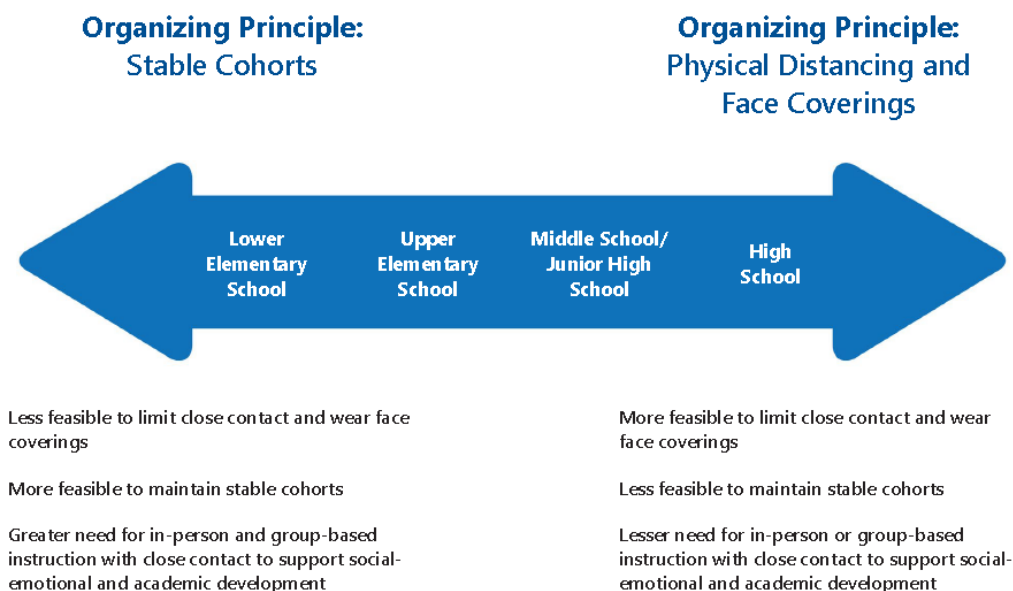 Organizing Principle:
Stable Cohorts
Organizing Principle:
Physical Distancing and
Face Coverings
Lower
Elementary
School
Upper
Elementary
School
Middle School/
Junior High
School
High
School
Less feasible to limit close contact and wear face
coverings
More feasible to maintain stable cohorts
Greater need for in-person and group-based
instruction with close contact to support social-
emotional and academic development
More feasible to limit close contact and wear
face coverings
Less feasible to maintain stable cohorts
Lesser need for in-person or group-based
instruction with close contact to support social-
emotional and academic development